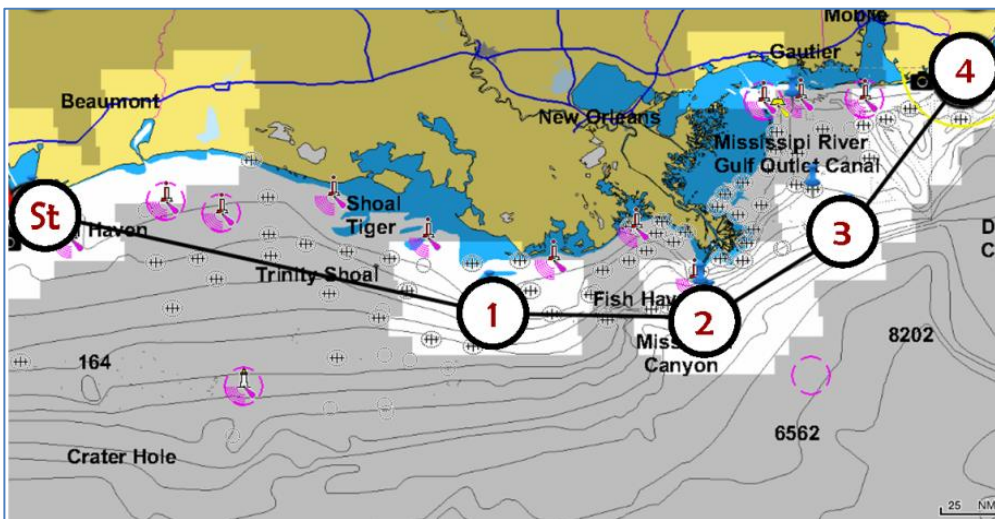 Mobile
Gautier
4
Beaumont
New Orleans
Mississipi River
Gulf Outlet Canal
Shoal
Tiger
St
Haven
3
Trinity Shoal
1
Fish
2
Canyon
8202
164
6562
Crater Hole
25 NM